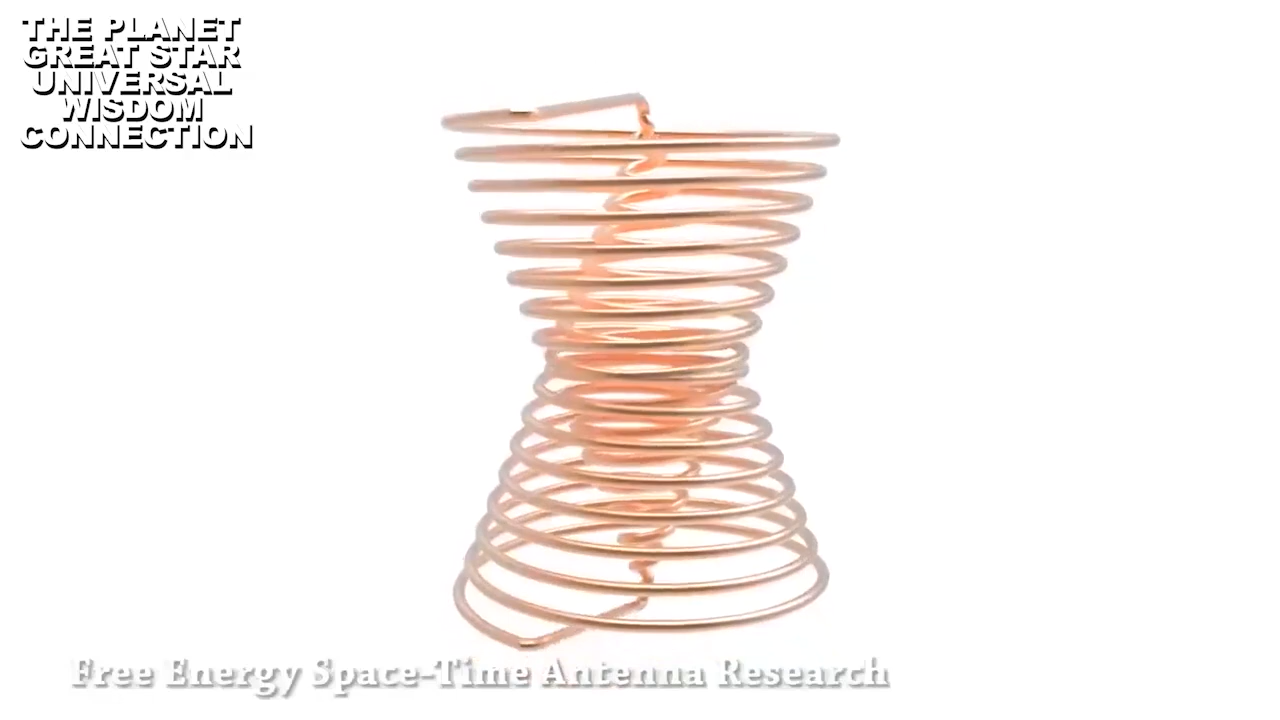 THE PLANET
GREAT STAR
UNIVERSAL
WISDOM
CONNECTION
Free Energy Space-Time Antenna Research